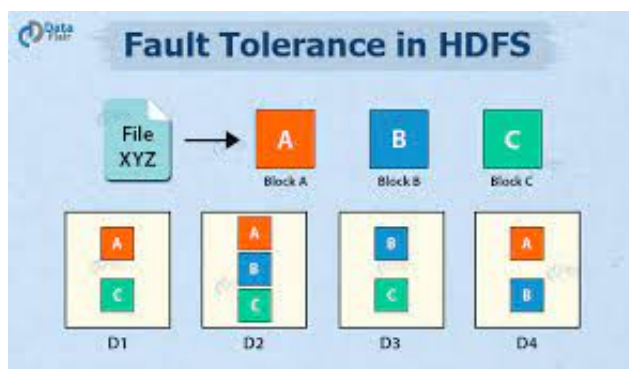 Data
Flair
Fault Tolerance in HDFS
File
XYZ
A
B
C
Block A
Block B
Block C
A
C
A
B
C
B
C
A
B
D1
D2
D3
D4